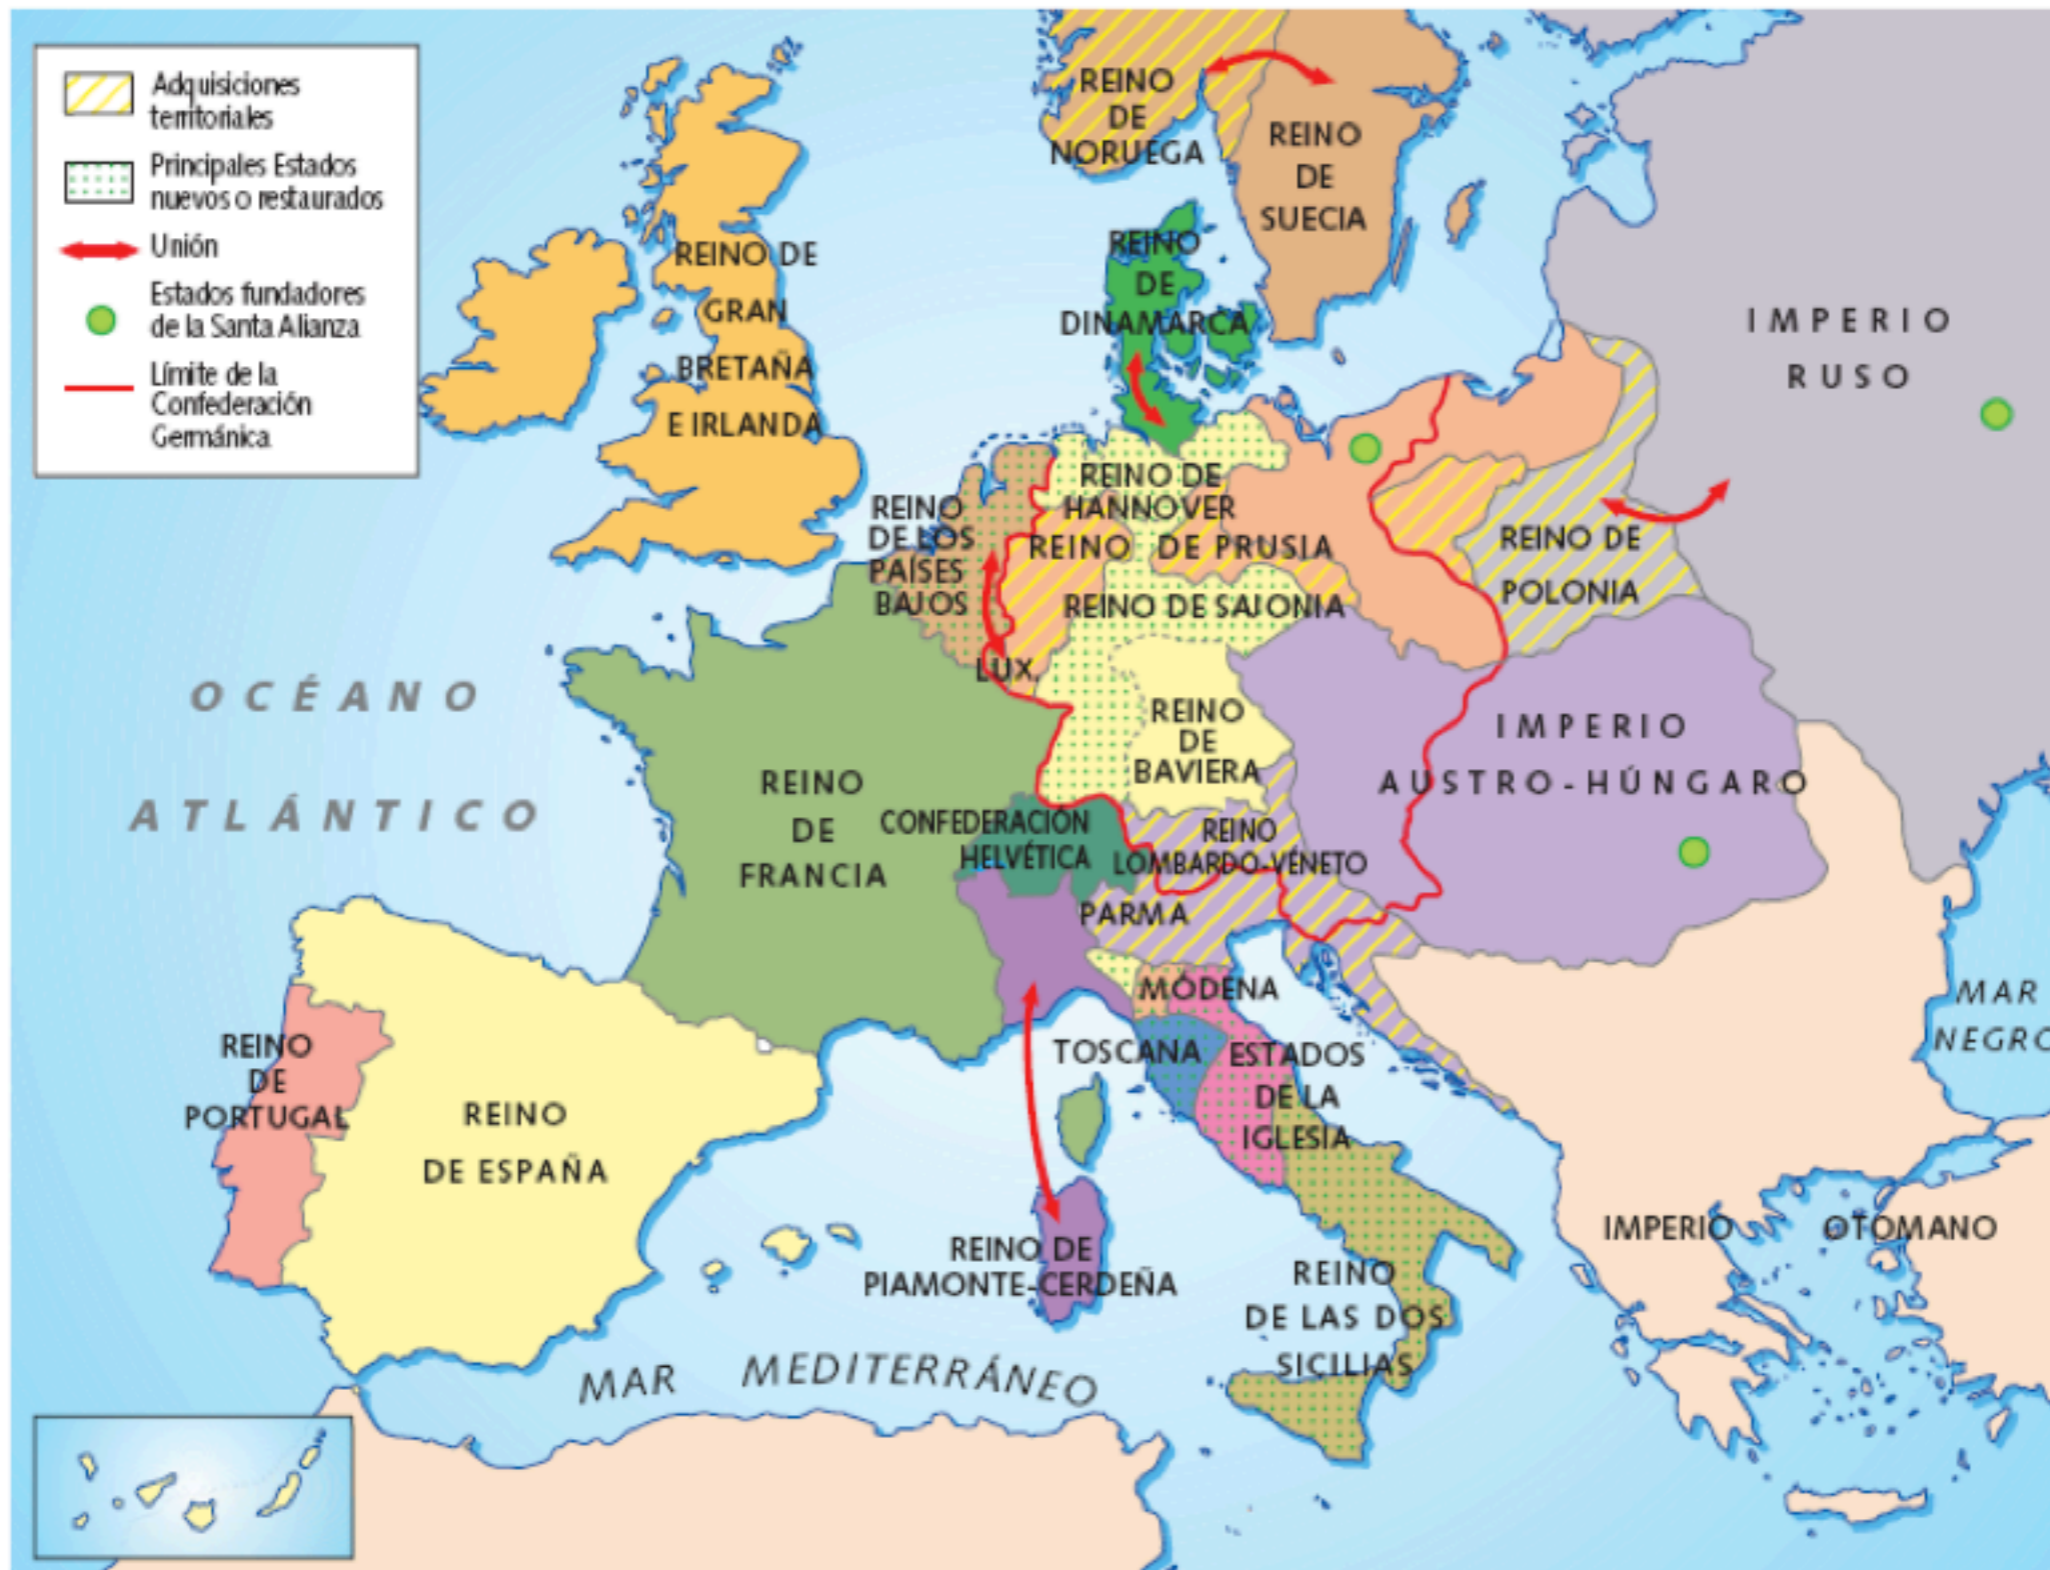 Adquisiciones
territoriales
Principales Estados
nuevos o restaurados
Unión
Estados fundadores
de la Santa Alianza
Límite de la
Confederación
Germánica
REINO
DE
NORUEGA
REINO
DE
SUECIA
REINO DE
GRAN
BRETAÑA
E IRLANDA
REINO
DE
DINAMARCA
IMPERIO
RUSO
REINO
DE LOS
PAÍSES
BAJOS
REINO DE
HANNOVER
REINO DE PRUSIA
REINO DE
POLONIA
REINO DE SAJONIA
LUX.
OCÉANO
ATLÁNTICO
REINO
DE
BAVIERA
IMPERIO
AUSTRO-HÚNGARO
REINO
DE
FRANCIA
CONFEDERACIÓN
HELVÉTICA
REINO
LOMBARDO-VÉNETO
PARMA
MÓDENA
MAR
NEGRO
REINO
DE
PORTUGAL
REINO
DE ESPAÑA
TOSCANA
ESTADOS
DE LA
IGLESIA
REINO DE
PIAMONTE-CERDEÑA
REINO
DE LAS DOS
SICILIAS
IMPERIO OTOMANO
MAR MEDITERRÁNEO